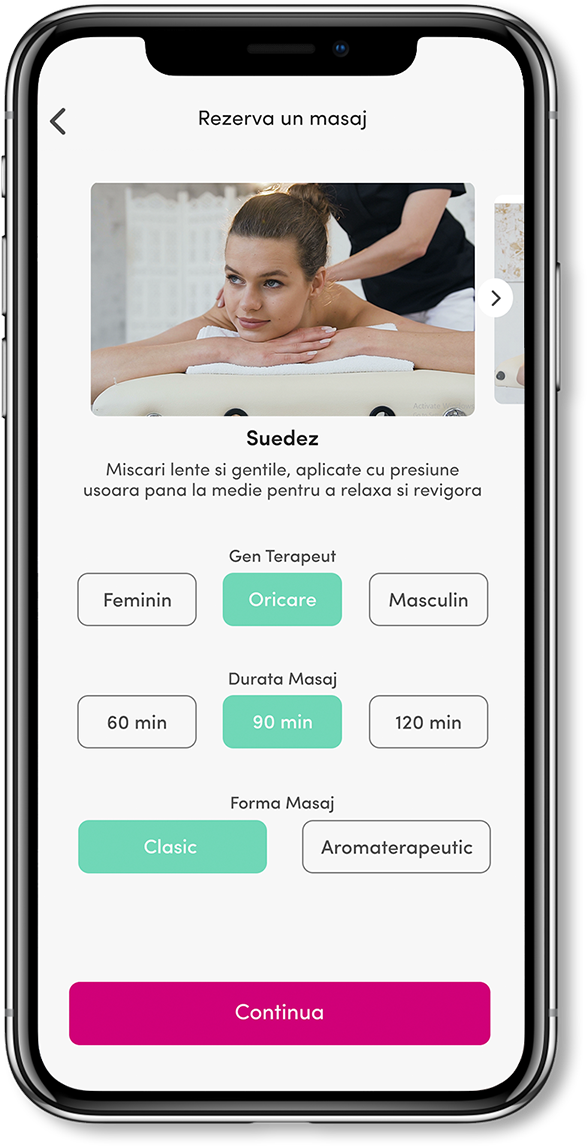 Rezerva un masaj
Suedez
Miscari lente si gentile, aplicate cu presiune
usoara pana la medie pentru a relaxa si revigora
Gen Terapeut
Feminin
Oricare
Masculin
Durata Masaj
60 min
90 min
120 min
Forma Masaj
Clasic
Aromaterapeutic
Continua